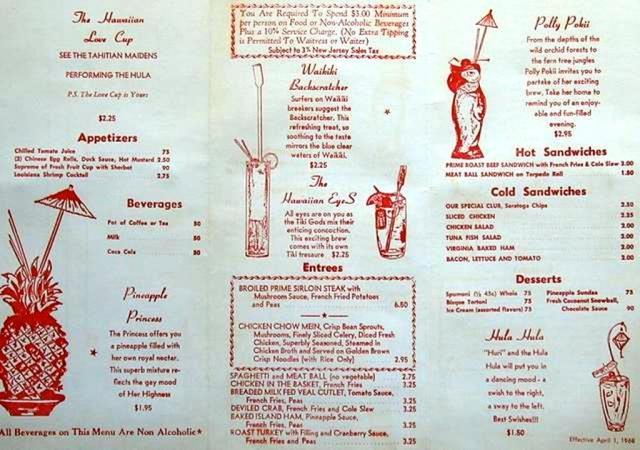 The Hawaiian
Love Cup
SEE THE TAHITIAN MAIDENS
PERFORMING THE HULA
P.S. The Love Cup is Yours
$2.25
Appetizers
Chilled Tomato Juice 75
(2) Chinese Egg Rolls, Duck Sauce, Hot Mustard 2.50
Supreme of Fresh Fruit Cup with Sherbet 90
Louisiana Shrimp Cocktail 2.75
Beverages
Pot of Coffee or Tea 50
Milk 50
Coca Cola 50
Pineapple
Princess
The Princess offers you
a pineapple filled with
her own royal nectar.
This superb mixture re-
flects the gay mood
of Her Highness
$1.95
All Beverages on This Menu Are Non Alcoholic★
You Are Required To Spend $3.00 Minimum
per person on Food or Non-Alcoholic Beverage
Plus a 10% Service Charge. (No Extra Tipping
is Permitted To Waitress or Waiter)
Subject to 3% New Jersey Sales Tax
Waikiki
Backscratcher
Surfers on Waikiki
breakers suggest the
Backscratcher. This
refreshing treat, so
soothing to the taste
mirrors the blue clear
waters of Waikiki.
$2.25
The
Hawaiian EyeS
All eyes are on you as
the Tiki Gods mix their
enticing concoction.
This exciting brew
comes with its own
Tiki tresaure $2.25
Entrees
BROILED PRIME SIRLON STEAK with
Mushroom Sauce, French Fried Potatoes
and Peas 6.50
CHICKEN CHOW MEIN, Crisp Bean Sprouts,
Mushrooms, Finely Sliced Celery, Diced Fresh
Chicken, Superbly Seasoned, Steamed in
Chicken Broth and Served on Golden Brown
Crisp Noodles (with Rice Only) 2.95
SPAGHETTI and MEAT BALL (no vegetable) 2.75
CHICKEN IN THE BASKET, French Fries 3.25
BREADED MILK FED VEAL CUTLET, Tomato Sauce,
French Fries, Peas 3.25
DEVILED CRAB, French Fries and Cole Slaw 3.25
BAKED ISLAND HAM, Pineapple Sauce,
French Fries, Peas 3.25
ROAST TURKEY with Filling and Cranberry Sauce,
French Fries and Peas 3.25
Polly Pokii
From the depths of the
wild orchid forests to
the fern tree jungles
Polly Pokii invites you to
partake of her exciting
brew, Take her home to
remind you of an enjoy-
able and fun-filled
evening.
$2.95
Hot Sandwiches
PRIME ROAST BEEF SANDWICH with French Fries & Cole Slaw 3.00
MEAT BALL SANDWICH on Torpedo Roll 1.50
Cold Sandwiches
OUR SPECIAL CLUB, Saratoga Chips 2.50
SLICED CHICKEN 2.25
CHICKEN SALAD 2.00
TUNA FISH SALAD 2.00
VIRGINIA BAKED HAM 2.00
BACON, LETTUCE AND TOMATO 2.00
Desserts
Spumoni (½ 45c) Whole 75 Pineapple Sundae 75
Bisque Tortoni 75 Fresh Cocoanut Snowball,
Ice Cream (assorted flavors) 75 Chocolate Sauce 90
Hula Hula
"Huri" and the Hula
Hula will put you in
a dancing mood - a
swish to the right,
a sway to the left.
Best Swishes!!!
$1.50
Effective April 1, 1968